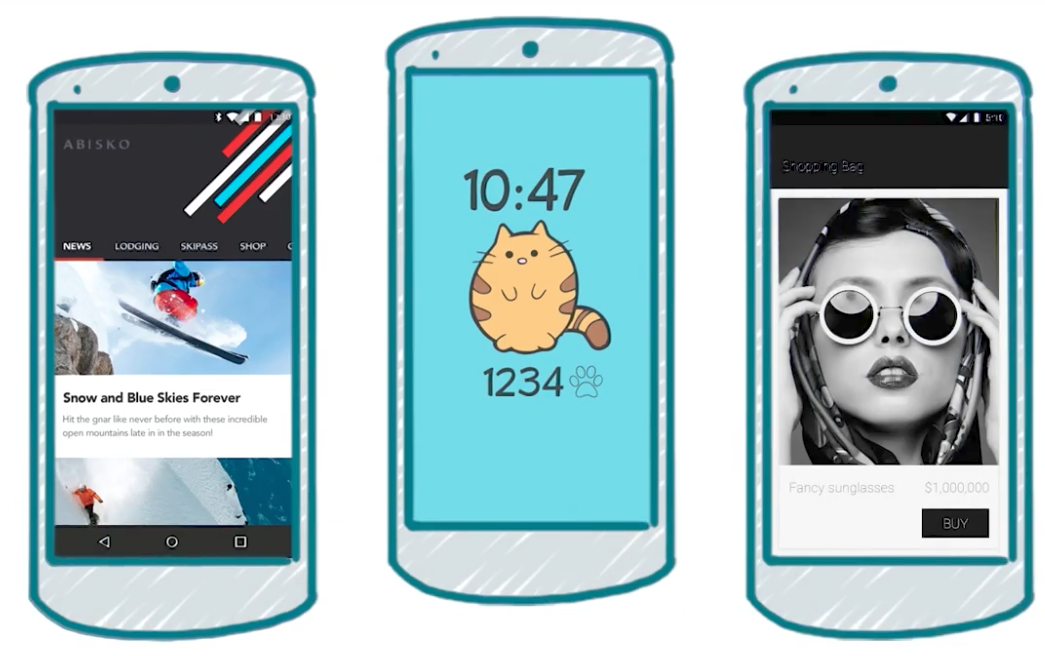 ABISKO
NEWS LODGING SKIPASS SHOP
Snow and Blue Skies Forever
Hit the gnar like never before with these incredible
open mountains late in in the season!
10:47
1234
5:10
Shopping Bag
Fancy sunglasses $1,000,000
BUY